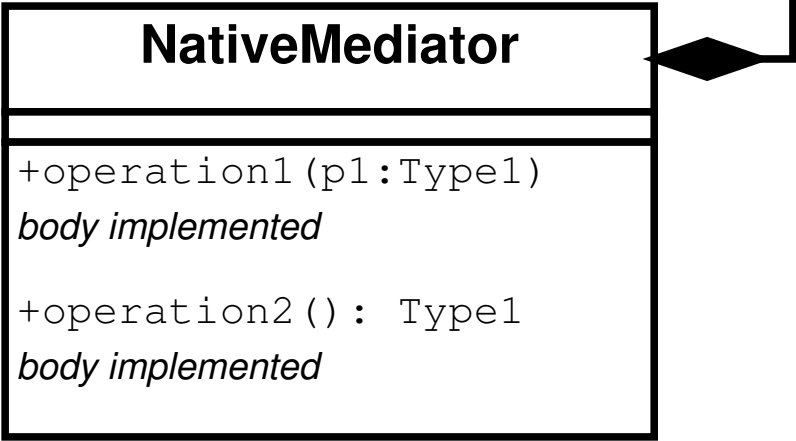 NativeMediator
+operation1(p1:Type1)
body implemented
+operation2(): Type1
body implemented